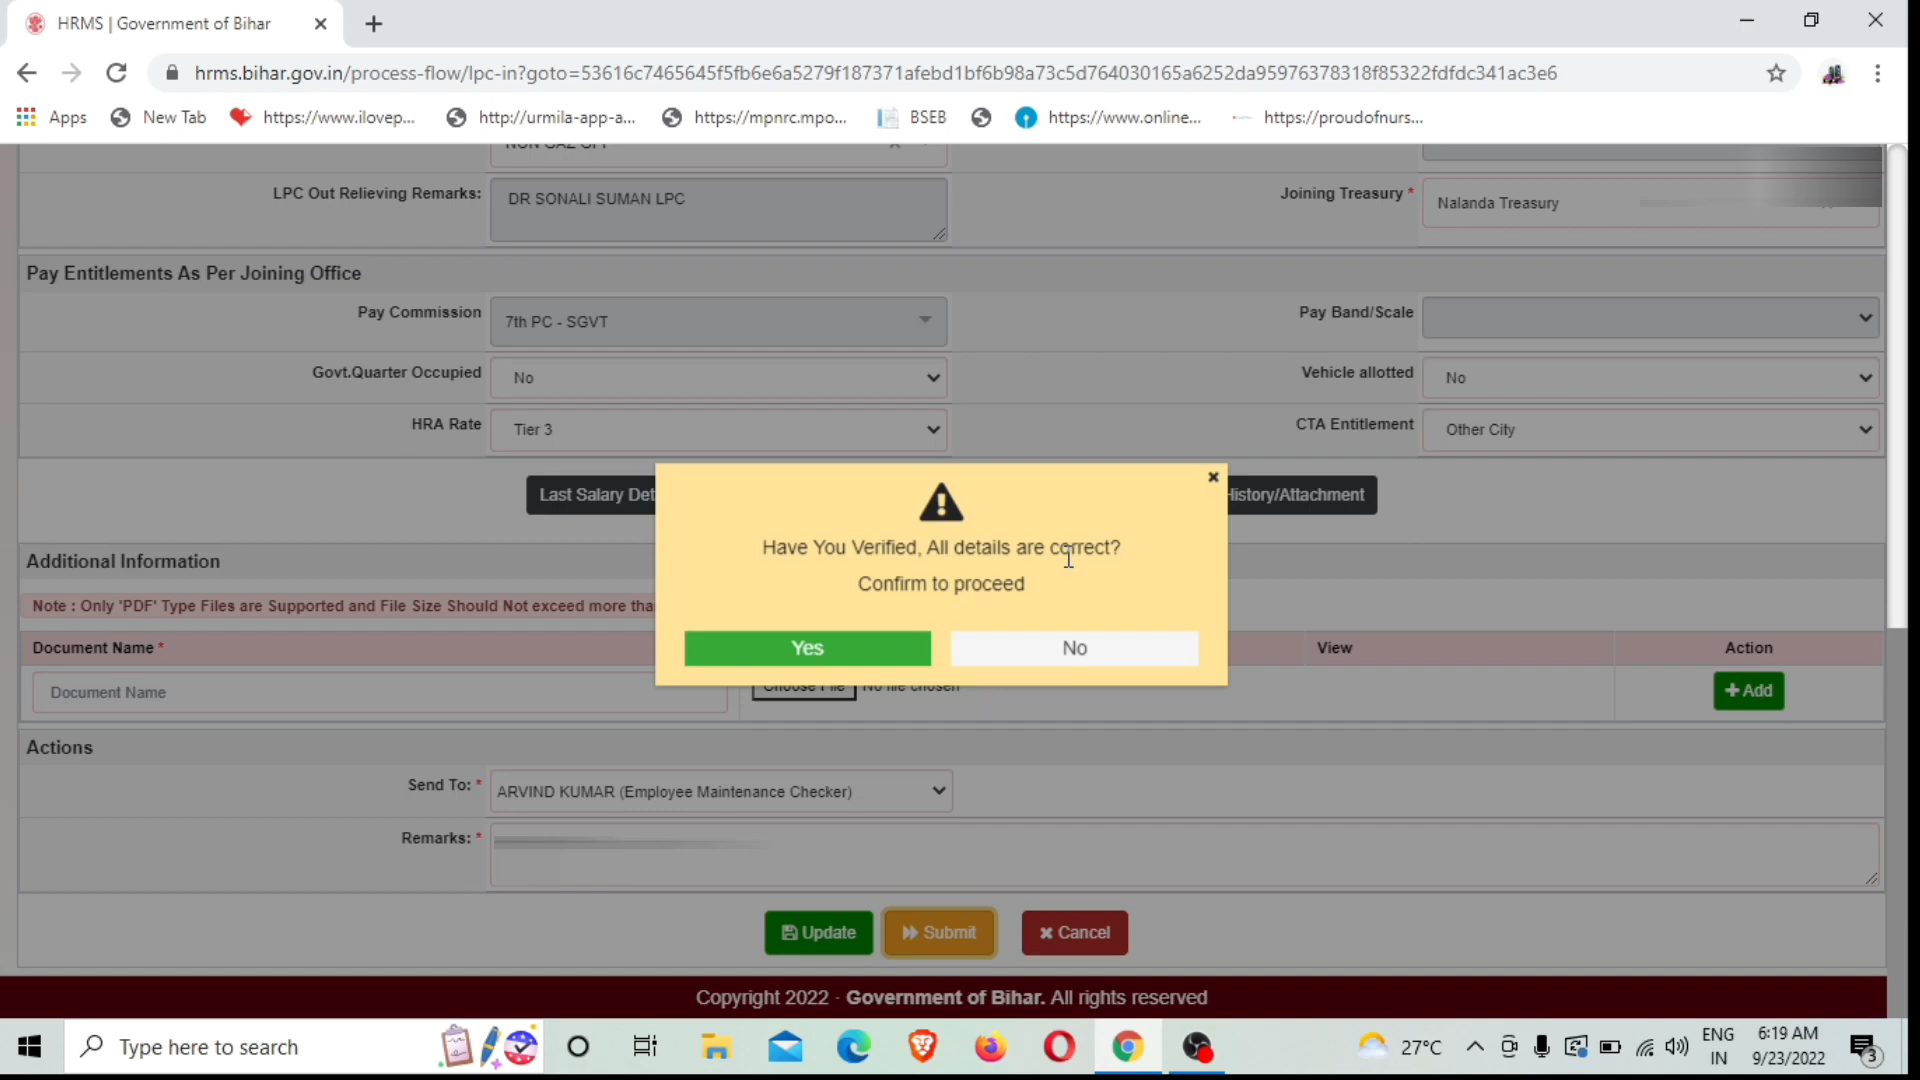 HRMS | Government of Bihar
hrms.bihar.gov.in/process-flow/lpc-in?goto=53616c7465645f5fb6e6a5279f187371afebd1bf6b98a73c5d764030165a6252da95976378318f85322fdfdc341ac3e6
Apps New Tab https://www.ilovep... http://urmila-app-a... https://mpnrc.mpo... BSEB https://www.online... https://proudofnurs...
LPC Out Relieving Remarks: DR SONALI SUMAN LPC Joining Treasury * Nalanda Treasury
Pay Entitlements As Per Joining Office
Pay Commission 7th PC - SGVT Pay Band/Scale
Govt.Quarter Occupied No Vehicle allotted No
HRA Rate Tier 3 CTA Entitlement Other City
Last Salary Det History/Attachment
Have You Verified, All details are correct?
Confirm to proceed
Yes No
Additional Information
Note : Only 'PDF' Type Files are Supported and File Size Should Not exceed more tha
Document Name * View Action
Document Name Choose File No file chosen Add
Actions
Send To: * ARVIND KUMAR (Employee Maintenance Checker)
Remarks: *
Update Submit Cancel
Copyright 2022 - Government of Bihar. All rights reserved
Type here to search 27°C ENG IN 6:19 AM 9/23/2022 3